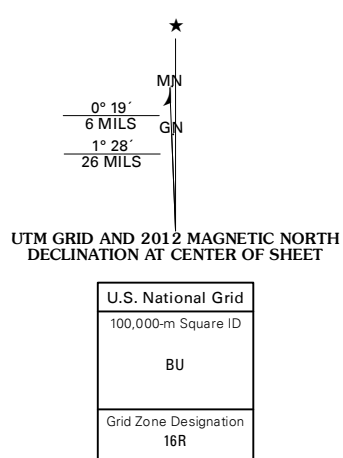 ★
MN
0° 19´
6 MILS
GN
1° 28´
26 MILS
UTM GRID AND 2012 MAGNETIC NORTH
DECLINATION AT CENTER OF SHEET
U.S. National Grid
100,000-m Square ID
BU
Grid Zone Designation
16R